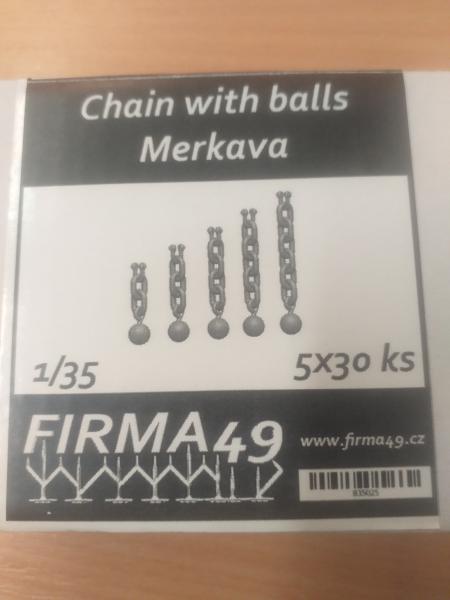 Chain with balls
Merkava
1/35
5x30 ks
FIRMA49
www.firma49.cz
835025